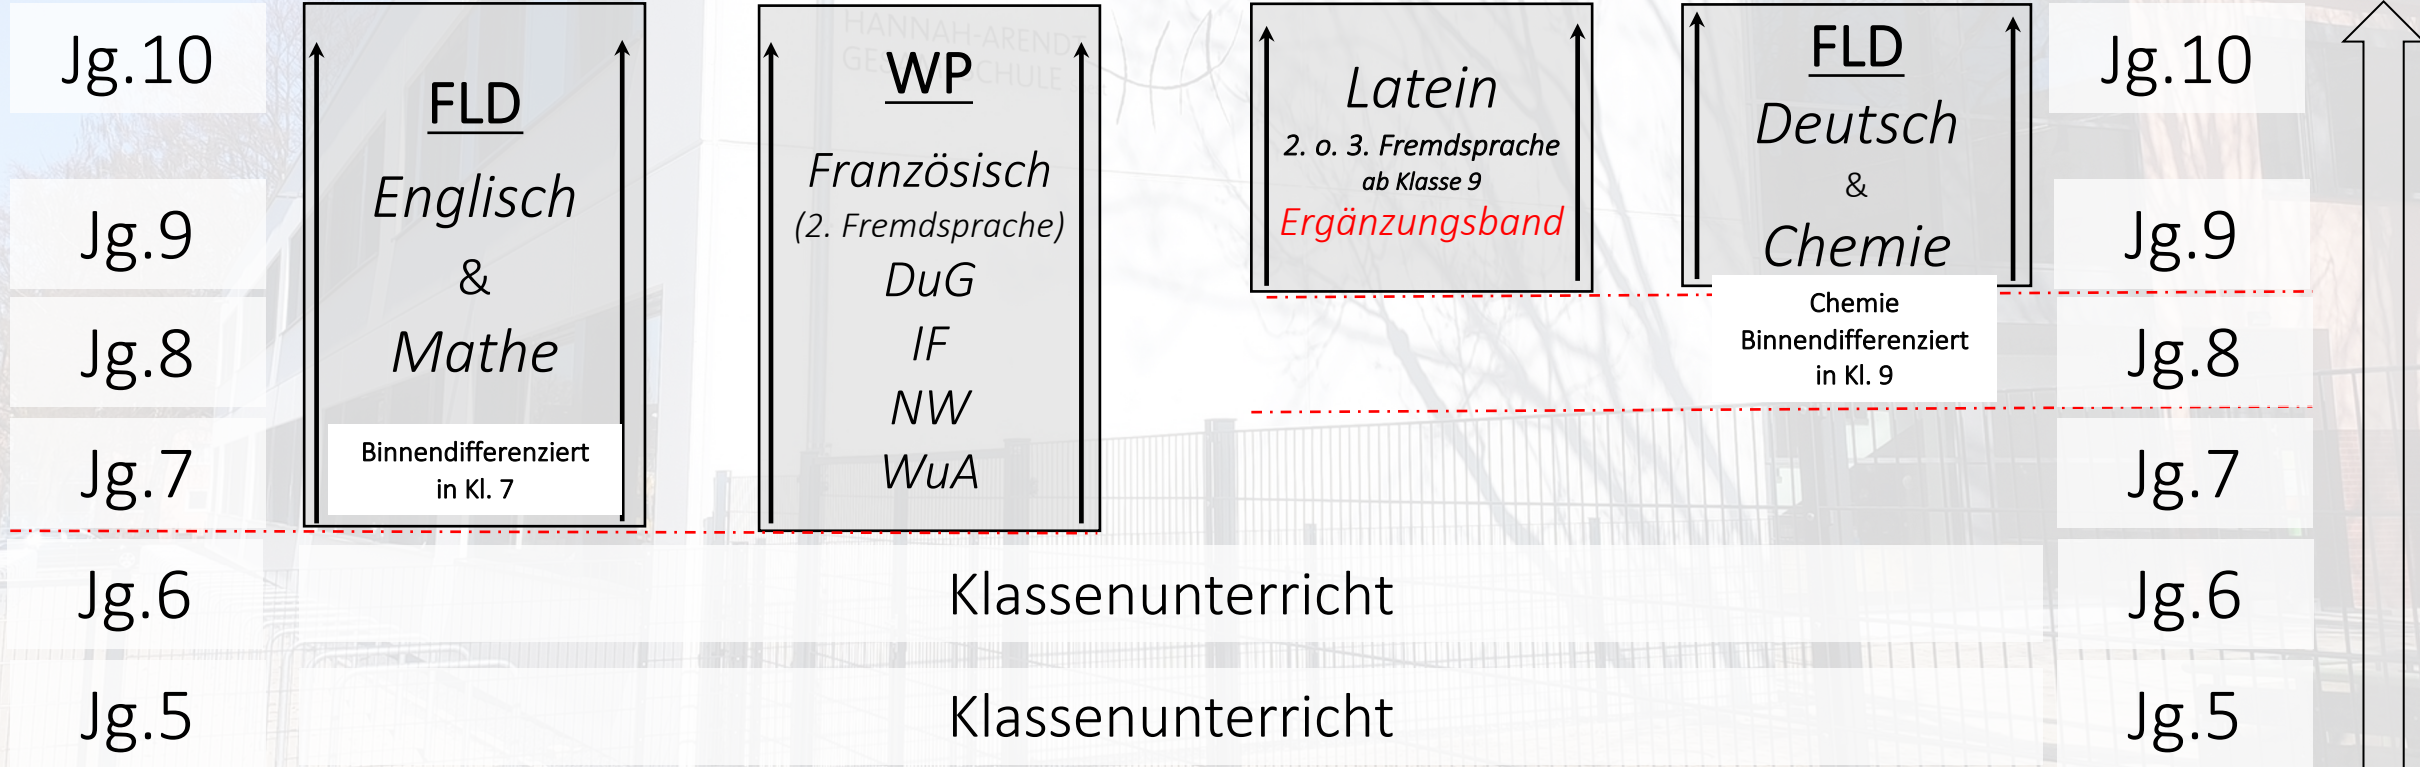 Jg.10
Jg.9
Jg.8
Jg.7
Jg.6
Jg.5
FLD
Englisch
&
Mathe
Binnendifferenziert
in Kl. 7
HANNAH-ARENDT
WP
Französisch
(2. Fremdsprache)
DuG
IF
NW
WuA
Latein
2. o. 3. Fremdsprache
ab Klasse 9
Ergänzungsband
FLD
Deutsch
&
Chemie
Chemie
Binnendifferenziert
in Kl. 9
Klassenunterricht
Klassenunterricht
Jg.10
Jg.9
Jg.8
Jg.7
Jg.6
Jg.5